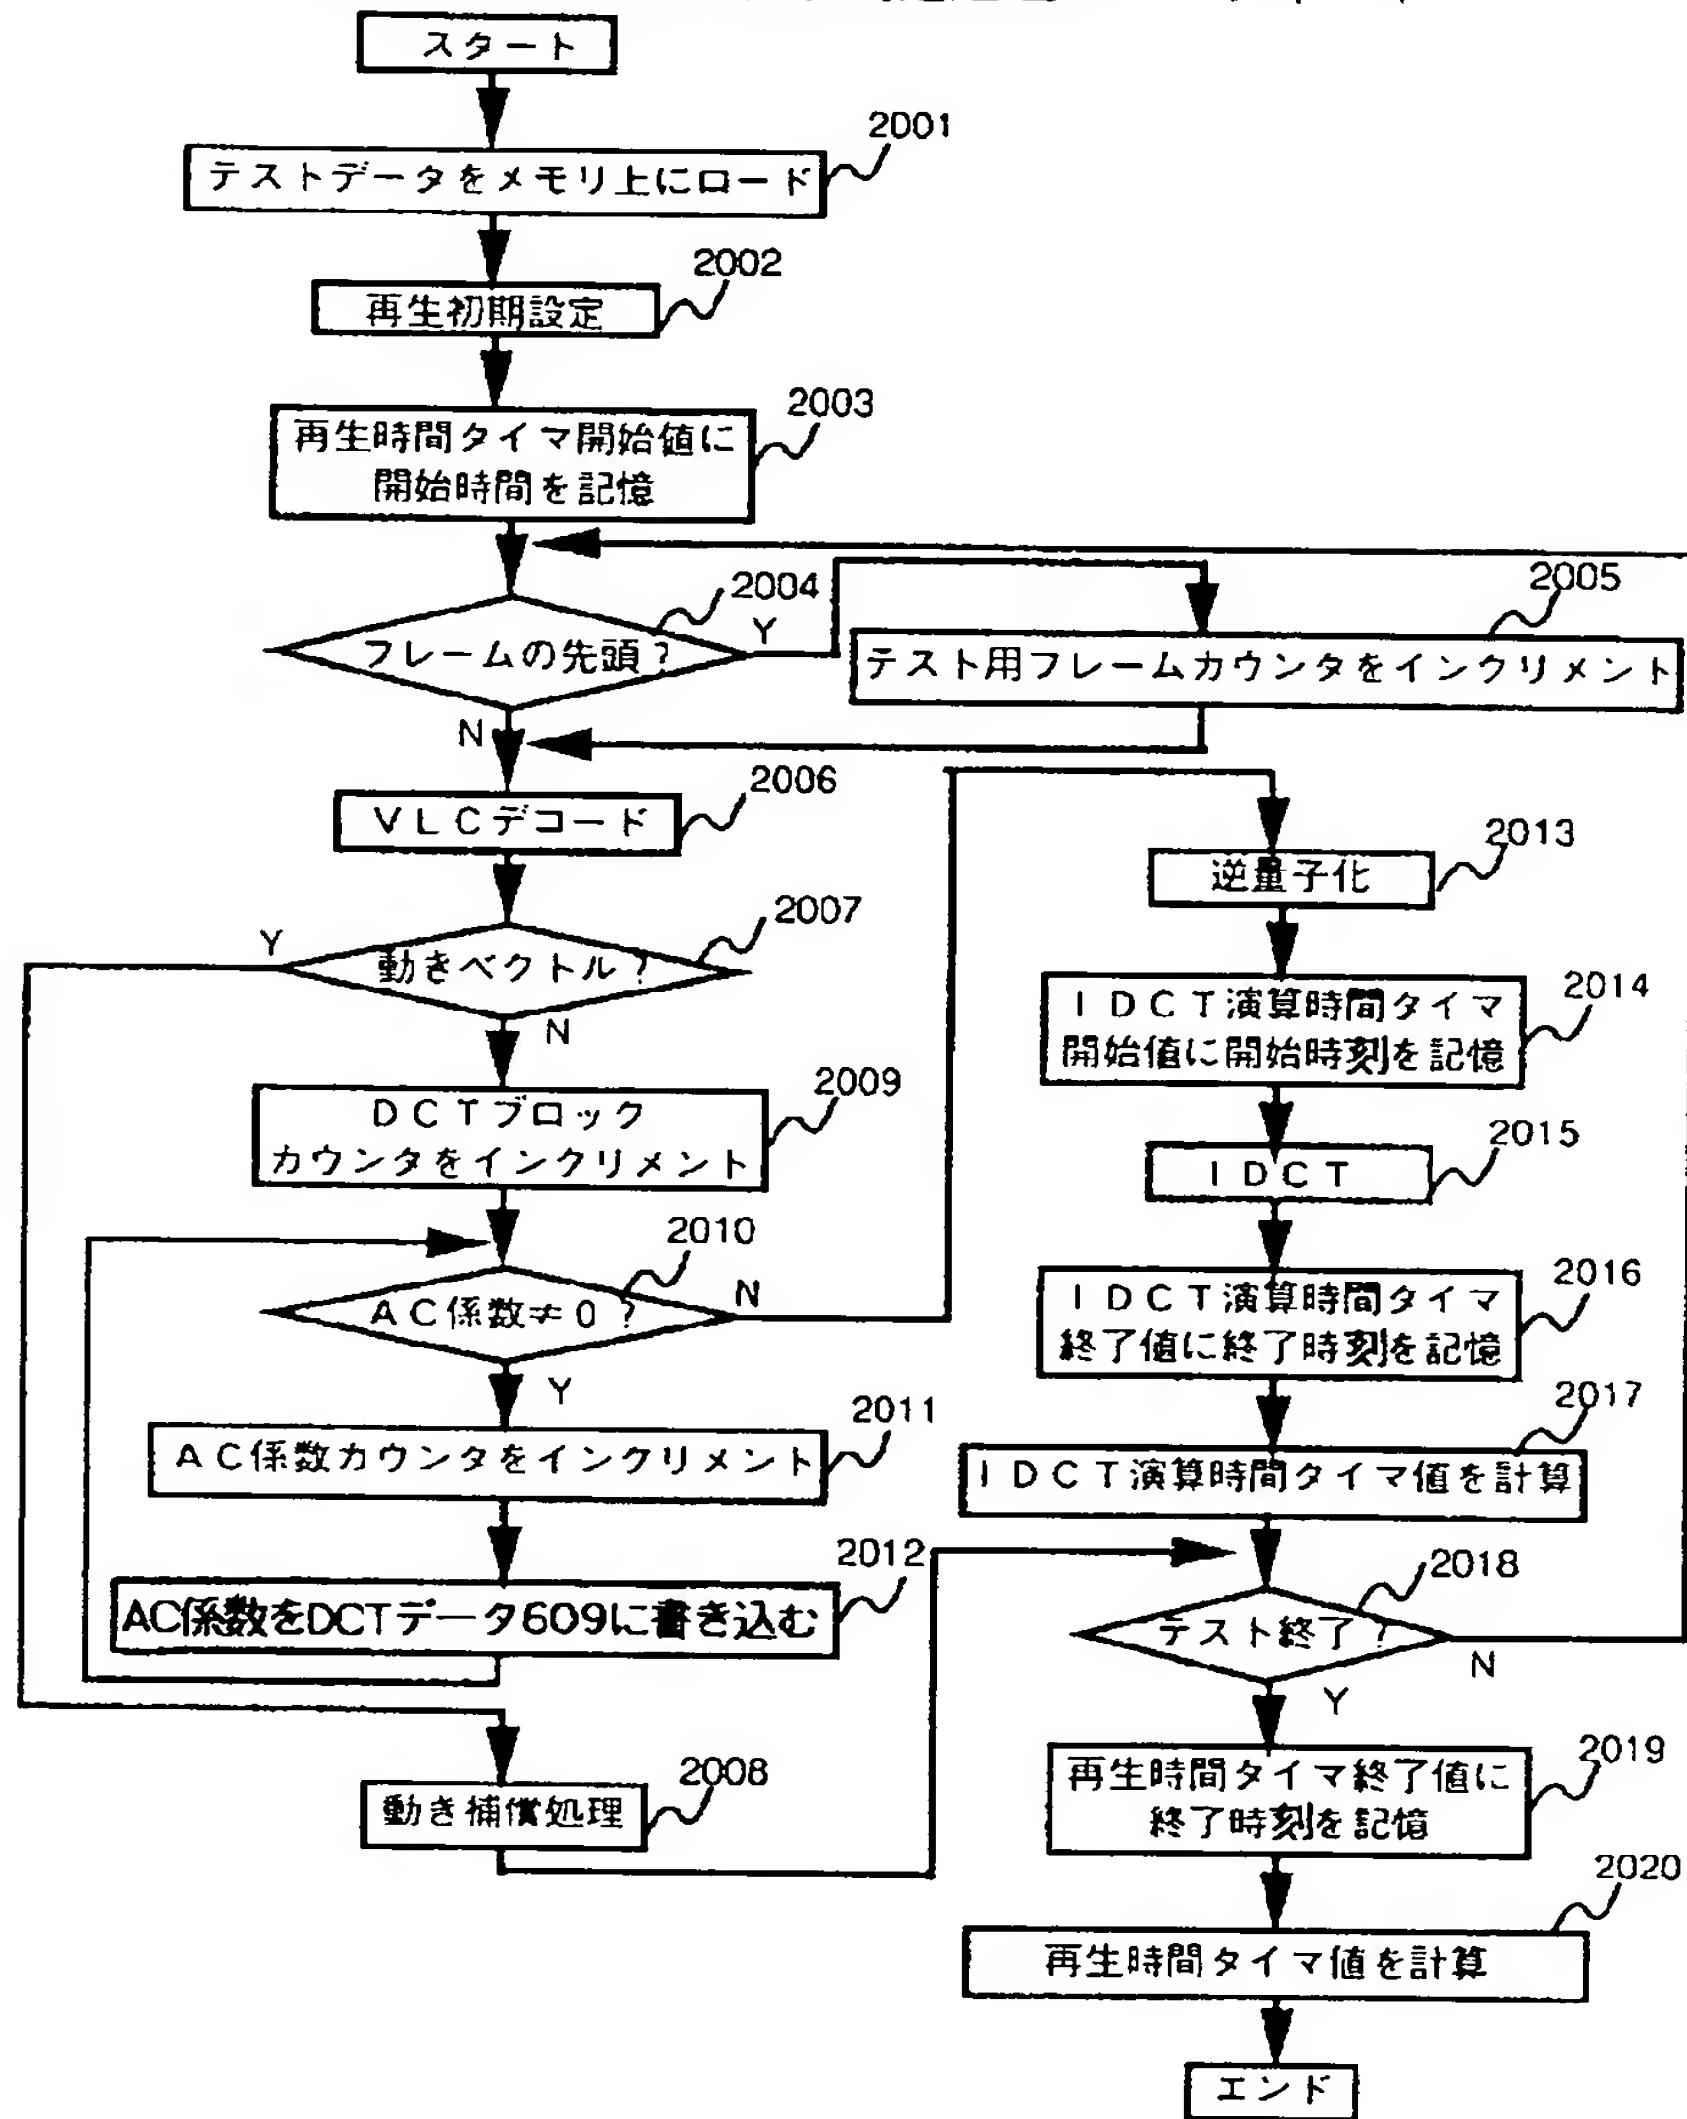 スタート
2001
テストデータをメモリ上にロード
2002
再生初期設定
2003
再生時間タイマ開始値に
開始時間を記憶
2004
フレームの先頭?
Y
N
2005
テスト用フレームカウンタをインクリメント
2006
VLCデコード
2007
動きベクトル?
Y
N
2009
DCTブロック
カウンタをインクリメント
2010
AC係数≠0?
N
Y
2011
AC係数カウンタをインクリメント
2012
AC係数をDCTデータ609に書き込む
2008
動き補償処理
2013
逆量子化
2014
IDCT演算時間タイマ
開始値に開始時刻を記憶
2015
IDCT
2016
IDCT演算時間タイマ
終了値に終了時刻を記憶
2017
IDCT演算時間タイマ値を計算
2018
テスト終了?
N
Y
2019
再生時間タイマ終了値に
終了時刻を記憶
2020
再生時間タイマ値を計算
エンド